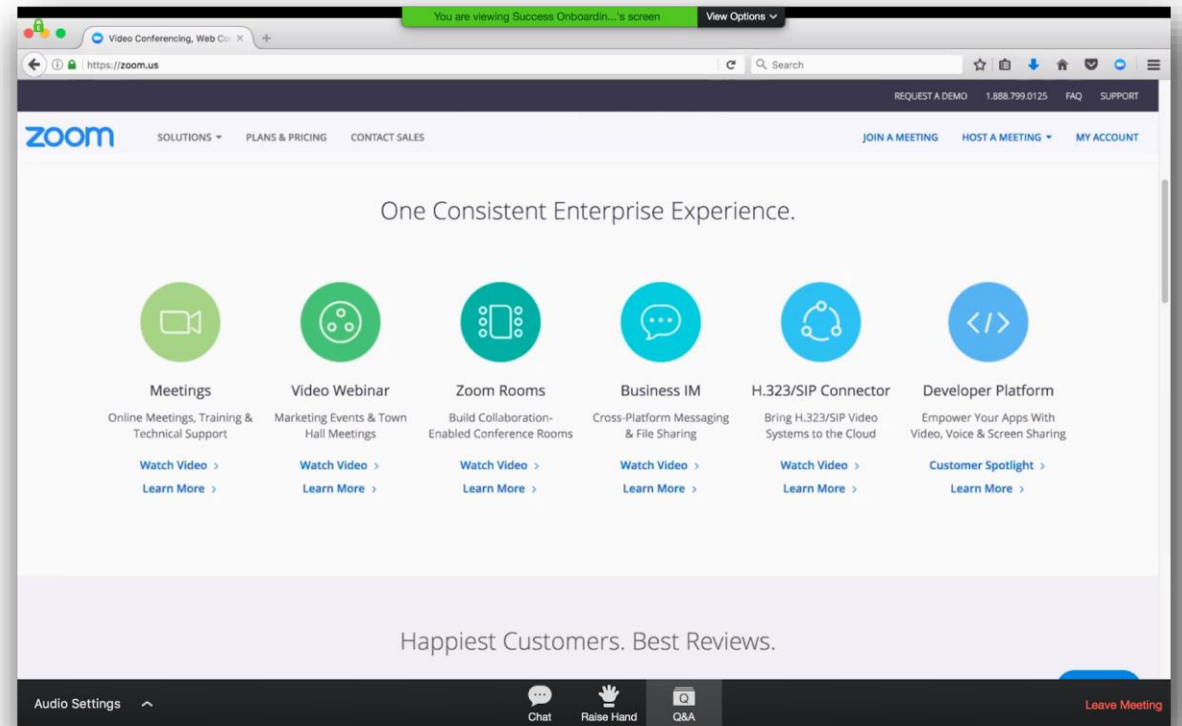 You are viewing Success Onboardin...'s screen View Options
Video Conferencing, Web Co
https://zoom.us Search
REQUEST A DEMO 1.888.799.0125 FAQ SUPPORT
zoom SOLUTIONS PLANS & PRICING CONTACT SALES JOIN A MEETING HOST A MEETING MY ACCOUNT
One Consistent Enterprise Experience.
Meetings Video Webinar Zoom Rooms Business IM H.323/SIP Connector Developer Platform
Online Meetings, Training & Marketing Events & Town Build Collaboration- Cross-Platform Messaging Bring H.323/SIP Video Empower Your Apps With
Technical Support Hall Meetings Enabled Conference Rooms & File Sharing Systems to the Cloud Video, Voice & Screen Sharing
Watch Video > Watch Video > Watch Video > Watch Video > Watch Video > Customer Spotlight >
Learn More > Learn More > Learn More > Learn More > Learn More > Learn More >
Happiest Customers. Best Reviews.
Audio Settings Chat Raise Hand Q&A Leave Meeting